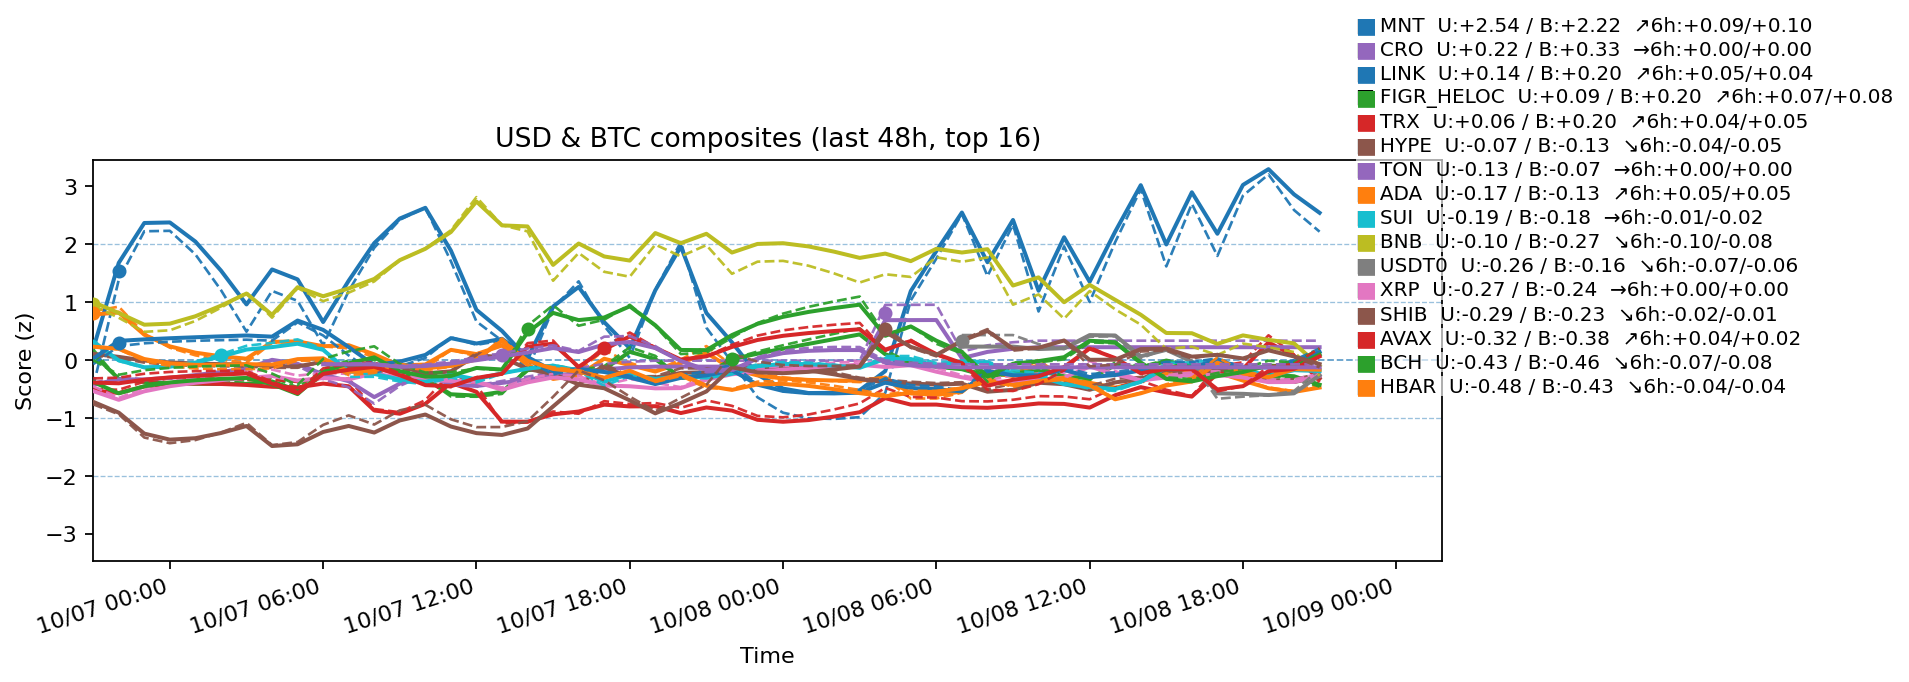 MNT U:+2.54 / B:+2.22 ↗6h:+0.09/+0.10
CRO U:+0.22 / B:+0.33 →6h:+0.00/+0.00
LINK U:+0.14 / B:+0.20 ↗6h:+0.05/+0.04
FIGR_HELOC U:+0.09 / B:+0.20 ↗6h:+0.07/+0.08
TRX U:+0.06 / B:+0.20 ↗6h:+0.04/+0.05
HYPE U:-0.07 / B:-0.13 ↘6h:-0.04/-0.05
TON U:-0.13 / B:-0.07 →6h:+0.00/+0.00
ADA U:-0.17 / B:-0.13 ↗6h:+0.05/+0.05
SUI U:-0.19 / B:-0.18 →6h:-0.01/-0.02
BNB U:-0.10 / B:-0.27 ↘6h:-0.10/-0.08
USDT0 U:-0.26 / B:-0.16 ↘6h:-0.07/-0.06
XRP U:-0.27 / B:-0.24 →6h:+0.00/+0.00
SHIB U:-0.29 / B:-0.23 ↘6h:-0.02/-0.01
AVAX U:-0.32 / B:-0.38 ↗6h:+0.04/+0.02
BCH U:-0.43 / B:-0.46 ↘6h:-0.07/-0.08
HBAR U:-0.48 / B:-0.43 ↘6h:-0.04/-0.04
USD & BTC composites (last 48h, top 16)
Score (z)
3
2
1
0
−1
−2
−3
10/07 00:00
10/07 06:00
10/07 12:00
10/07 18:00
10/08 00:00
10/08 06:00
10/08 12:00
10/08 18:00
10/09 00:00
Time